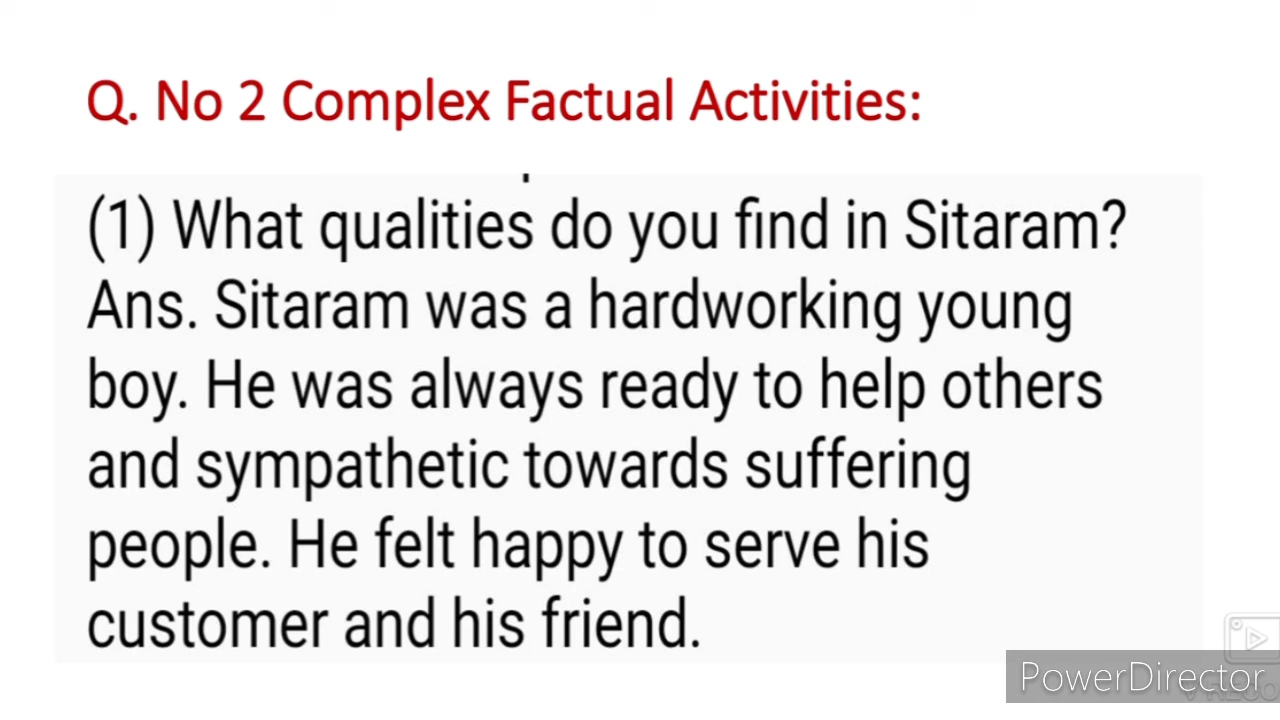 Q. No 2 Complex Factual Activities:
(1) What qualities do you find in Sitaram?
Ans. Sitaram was a hardworking young
boy. He was always ready to help others
and sympathetic towards suffering
people. He felt happy to serve his
customer and his friend.
PowerDirector